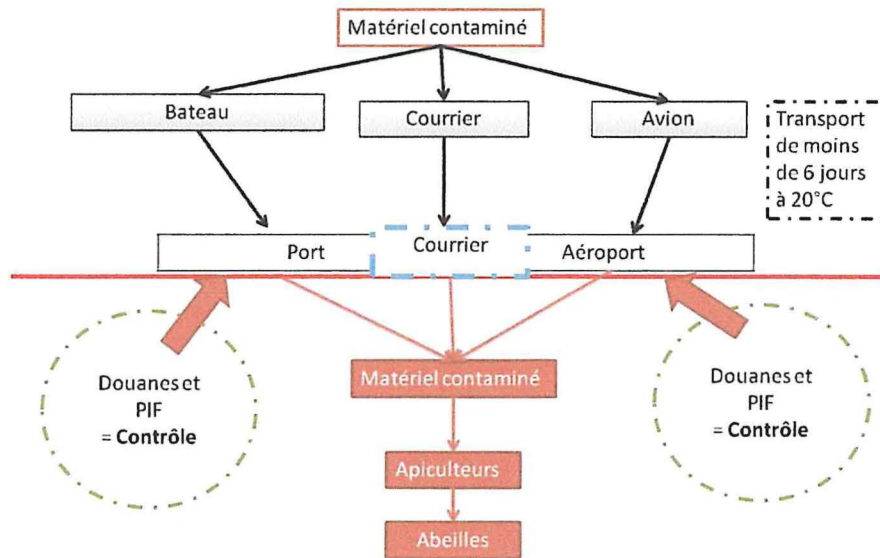 Matériel contaminé
Bateau
Courrier
Avion
Transport
de moins
de 6 jours
à 20°C
Port
Courrier
Aéroport
Douanes et
PIF
= Contrôle
Matériel contaminé
Douanes et
PIF
= Contrôle
Apiculteurs
Abeilles